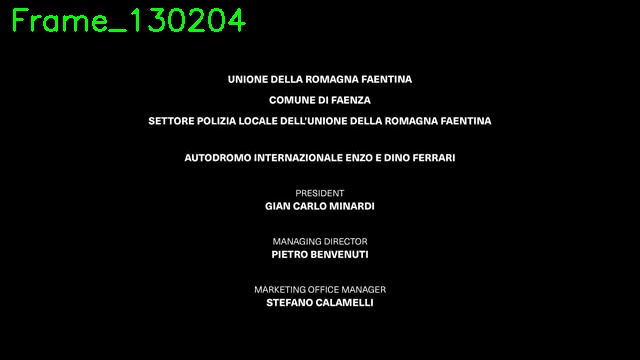 Frame_130204
UNIONE DELLA ROMAGNA FAENTINA
COMUNE DI FAENZA
SETTORE POLIZIA LOCALE DELL'UNIONE DELLA ROMAGNA FAENTINA
AUTODROMO INTERNAZIONALE ENZO E DINO FERRARI
PRESIDENT
GIAN CARLO MINARDI
MANAGING DIRECTOR
PIETRO BENVENUTI
MARKETING OFFICE MANAGER
STEFANO CALAMELLI